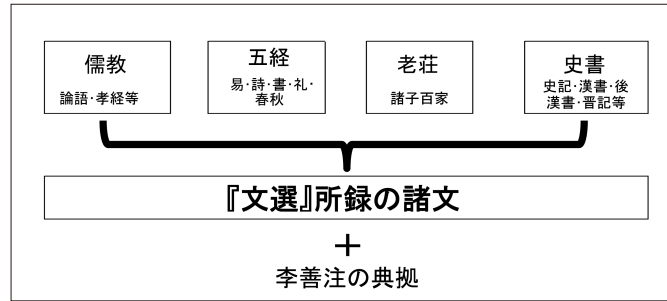 儒教
論語・孝経等
五経
易・詩・書・礼・
春秋
老荘
諸子百家
史書
史記・漢書・後
漢書・晋記等
『文選』所録の諸文
＋
李善注の典拠